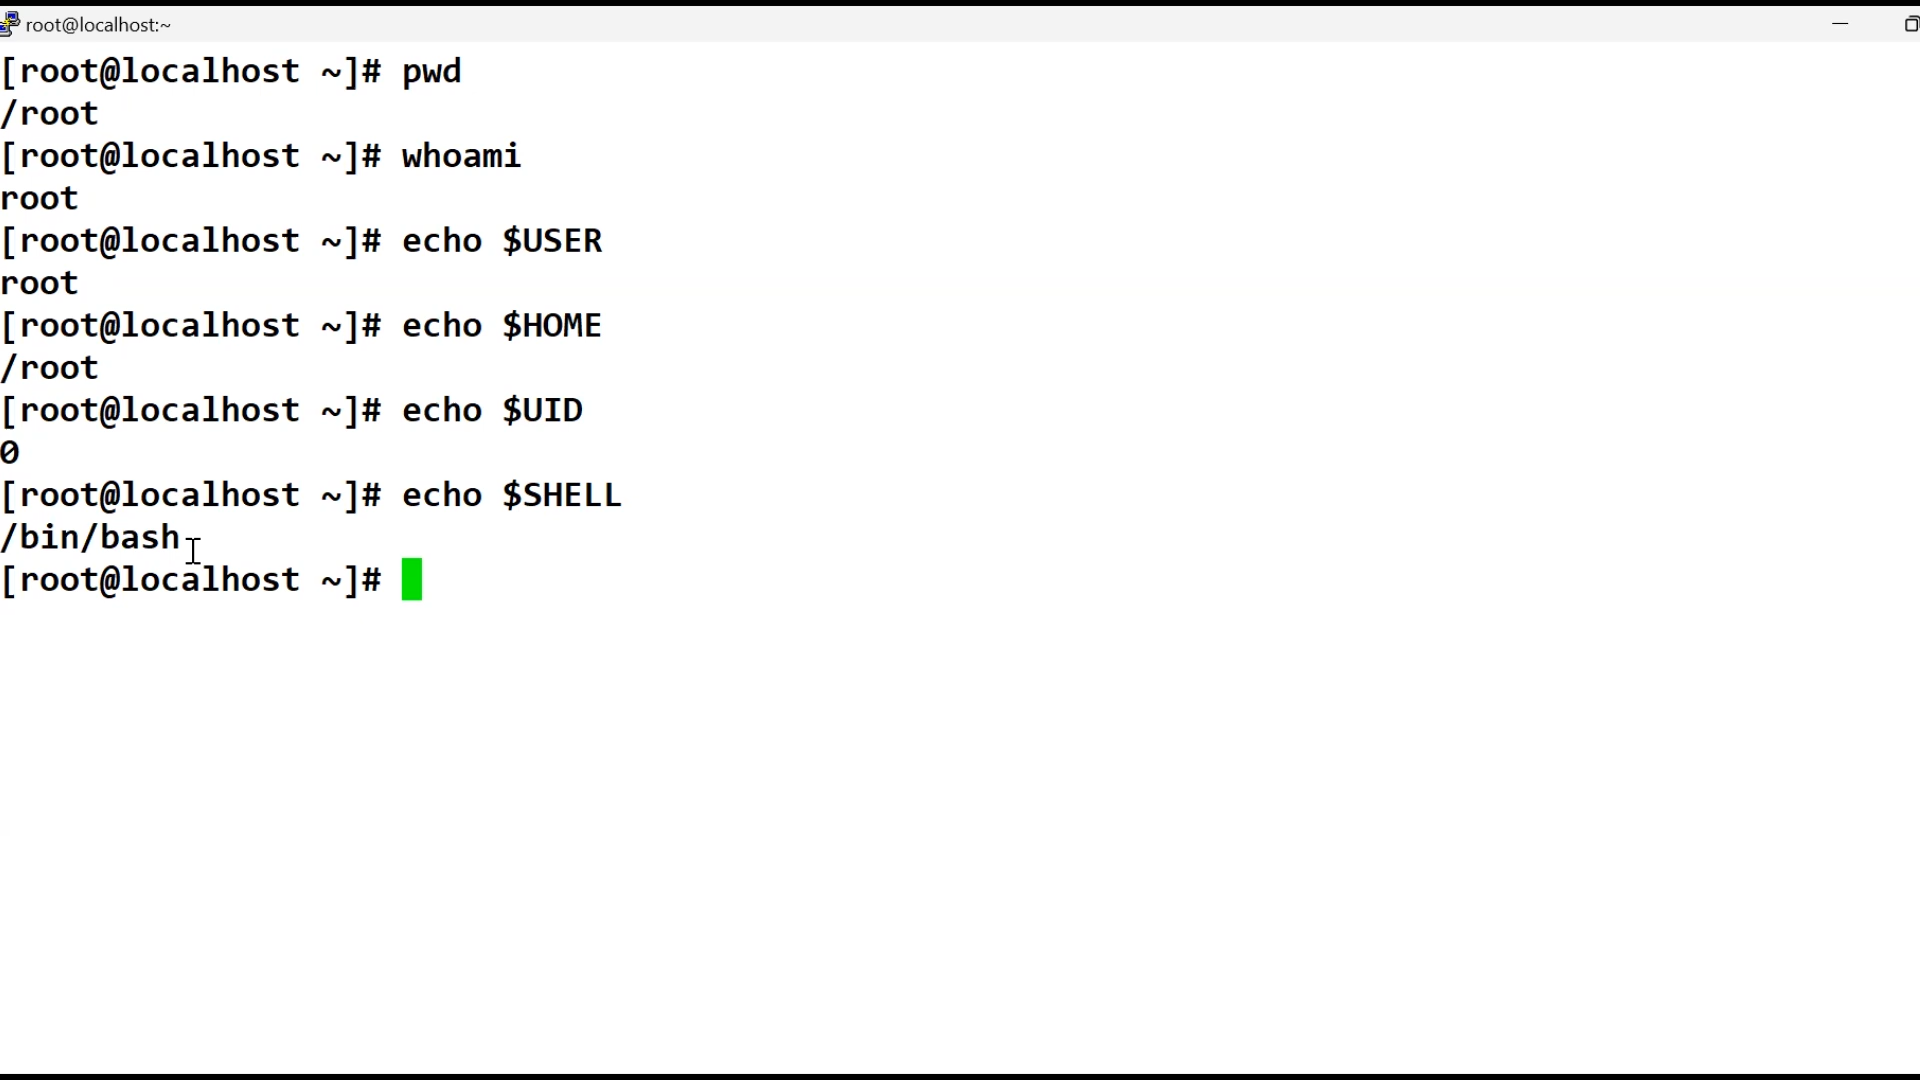 root@localhost:~
[root@localhost ~]# pwd
/root
[root@localhost ~]# whoami
root
[root@localhost ~]# echo $USER
root
[root@localhost ~]# echo $HOME
/root
[root@localhost ~]# echo $UID
0
[root@localhost ~]# echo $SHELL
/bin/bash
[root@localhost ~]#